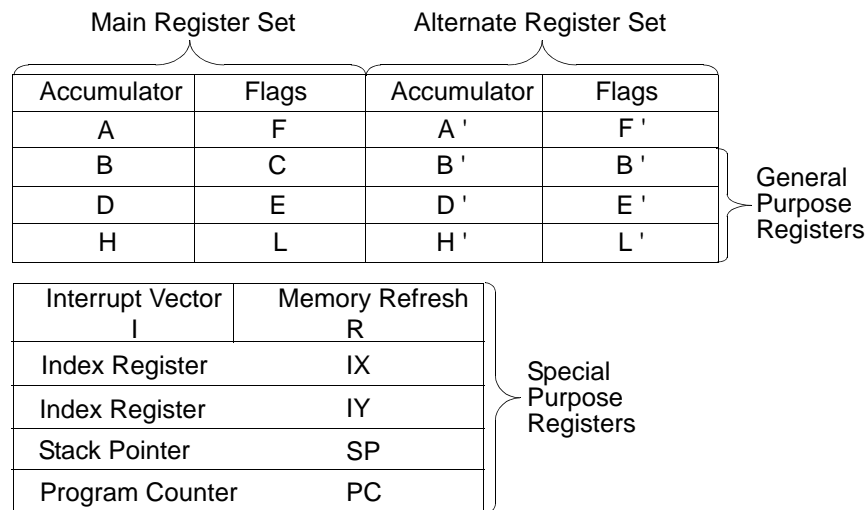 Main Register Set Alternate Register Set
Accumulator Flags Accumulator Flags
A F A ' F '
B C B ' B '
D E D ' E '
H L H ' L '
General
Purpose
Registers
Interrupt Vector Memory Refresh
I R
Index Register IX
Index Register IY
Stack Pointer SP
Program Counter PC
Special
Purpose
Registers